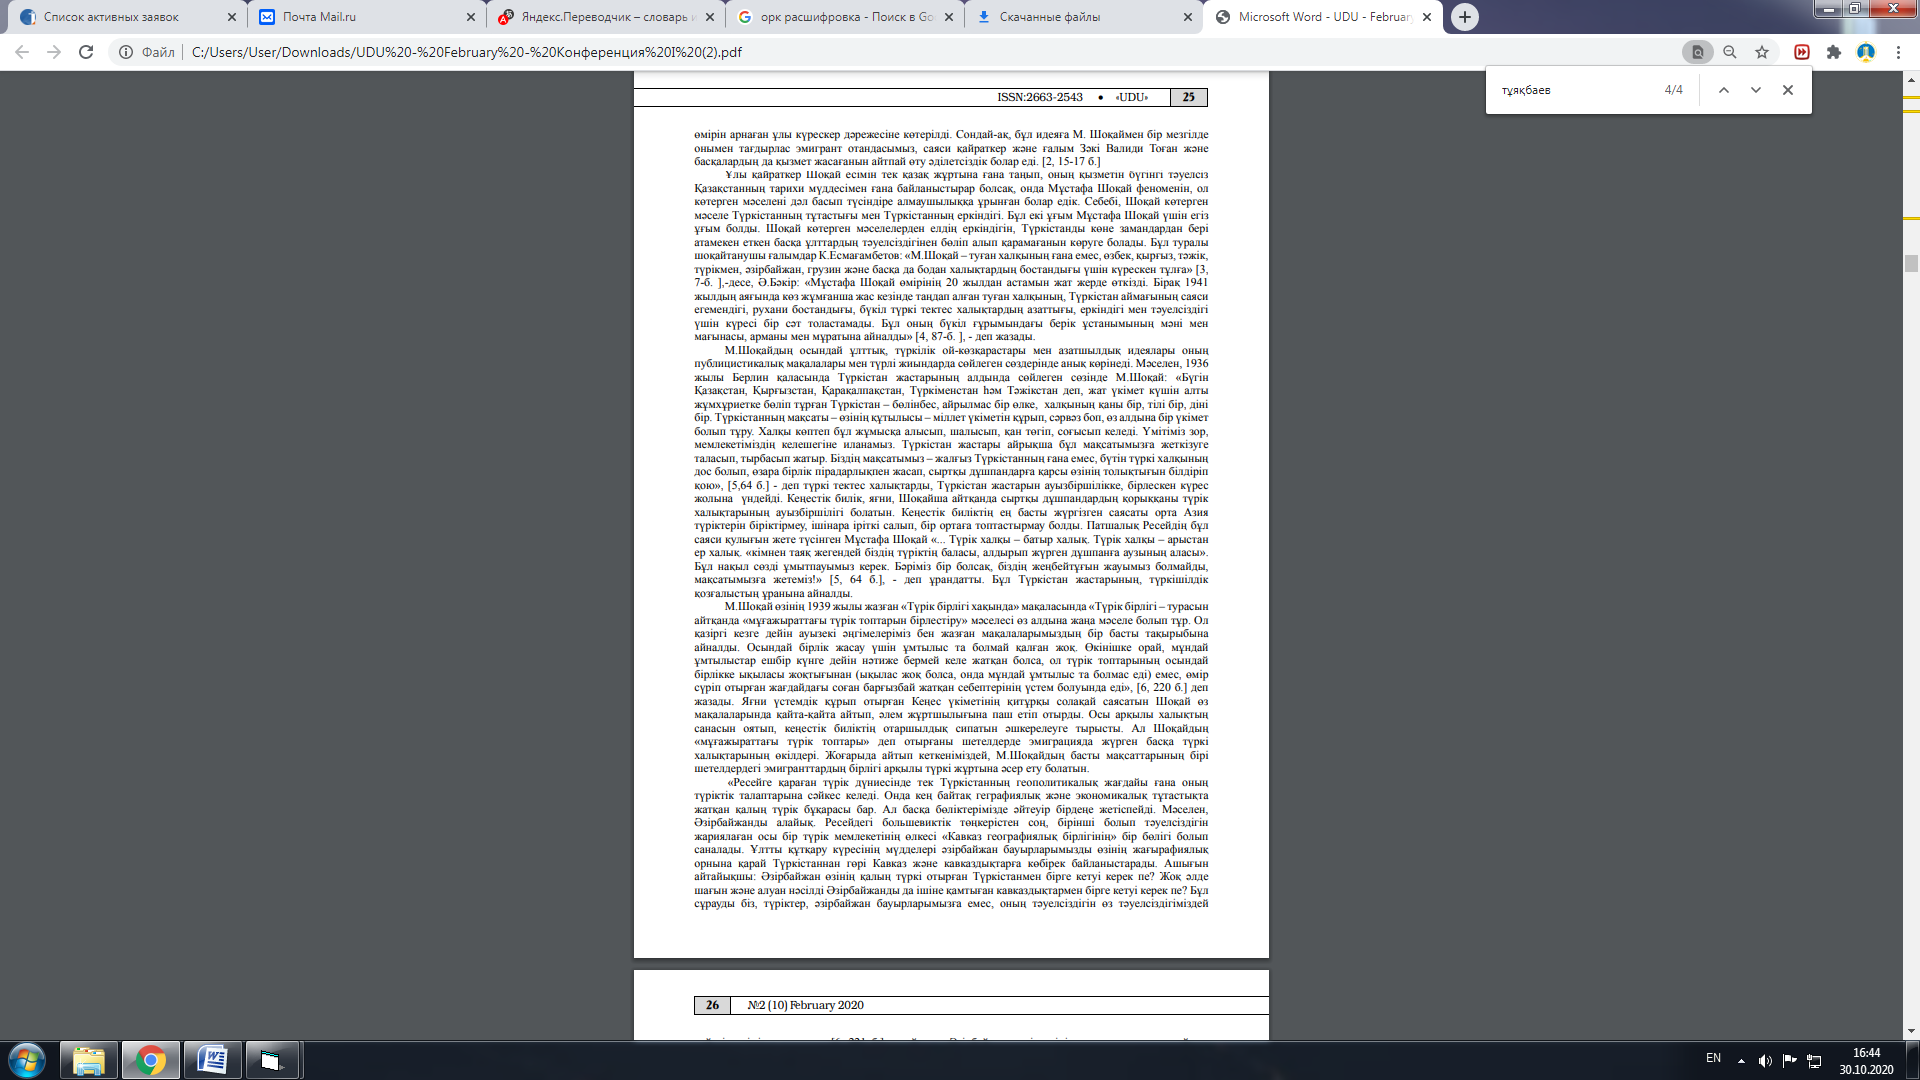 Список активных заявок
Почта Mail.ru
Яндекс.Переводчик – словарь и
орк расшифровка - Поиск в Go
Скачанные файлы
Microsoft Word - UDU - February
Файл
C:/Users/User/Downloads/UDU%20-%20February%20-%20Конференция%20I%20(2).pdf
тұяқбаев
4/4
ISSN:2663-2543 • «UDU» 25
өмірін арнаған ұлы күрескер дәрежесіне көтерілді. Сондай-ақ, бұл идеяға М. Шоқаймен бір мезгілде
онымен тағдырлас эмигрант отандасымыз, саяси қайраткер және ғалым Зәкі Валиди Тоған және
басқалардың да қызмет жасағанын айтпай өту әділетсіздік болар еді. [2, 15-17 б.]
Ұлы қайраткер Шоқай есімін тек қазақ жұртына ғана таңып, оның қызметін бүгінгі тәуелсіз
Қазақстанның тарихи мүддесімен ғана байланыстырар болсақ, онда Мұстафа Шоқай феноменін, ол
көтерген мәселені дәл басып түсіндіре алмаушылыққа ұрынған болар едік. Себебі, Шоқай көтерген
мәселе Түркістанның тұтастығы мен Түркістанның еркіндігі. Бұл екі ұғым Мұстафа Шоқай үшін егіз
ұғым болды. Шоқай көтерген мәселелерден елдің еркіндігін, Түркістанды көне замандардан бері
атамекен еткен басқа ұлттардың тәуелсіздігінен бөліп алып қарамағанын көруге болады. Бұл туралы
шоқайтанушы ғалымдар К.Есмағамбетов: «М.Шоқай – туған халқының ғана емес, өзбек, қырғыз, тәжік,
түрікмен, әзірбайжан, грузин және басқа да бодан халықтардың бостандығы үшін күрескен тұлға» [3,
7-б. ],-десе, Ә.Бәкір: «Мұстафа Шоқай өмірінің 20 жылдан астамын жат жерде өткізді. Бірақ 1941
жылдың аяғында көз жұмғанша жас кезінде таңдап алған туған халқының, Түркістан аймағының саяси
егемендігі, рухани бостандығы, бүкіл түркі тектес халықтардың азаттығы, еркіндігі мен тәуелсіздігі
үшін күресі бір сәт толастамады. Бұл оның бүкіл ғұрымындағы берік ұстанымының мәні мен
мағынасы, арманы мен мұратына айналды» [4, 87-б. ], - деп жазады.
М.Шоқайдың осындай ұлттық, түркілік ой-көзқарастары мен азатшылдық идеялары оның
публицистикалық мақалалары мен түрлі жиындарда сөйлеген сөздерінде анық көрінеді. Мәселен, 1936
жылы Берлин қаласында Түркістан жастарының алдында сөйлеген сөзінде М.Шоқай: «Бүгін
Қазақстан, Қырғызстан, Қарақалпақстан, Түркіменстан һәм Тәжікстан деп, жат үкімет күшін алты
жұмхұриетке бөліп тұрған Түркістан – бөлінбес, айрылмас бір өлке, халқының қаны бір, тілі бір, діні
бір. Түркістанның мақсаты – өзінің құтылысы – міллет үкіметін құрып, сәрвәз боп, өз алдына бір үкімет
болып тұру. Халқы көптеп бұл жұмысқа алысып, шалысып, қан төгіп, соғысып келеді. Үмітіміз зор,
мемлекетіміздің келешегіне иланамыз. Түркістан жастары айрықша бұл мақсатымызға жеткізуге
таласып, тырбасып жатыр. Біздің мақсатымыз – жалғыз Түркістанның ғана емес, бүтін түркі халқының
дос болып, өзара бірлік пірадарлықпен жасап, сыртқы дұшпандарға қарсы өзінің толықтығын білдіріп
қою», [5,64 б.] - деп түркі тектес халықтарды, Түркістан жастарын ауызбіршілікке, бірлескен күрес
жолына үндейді. Кеңестік билік, яғни, Шоқайша айтқанда сыртқы дұшпандардың қорыққаны түрік
халықтарының ауызбіршілігі болатын. Кеңестік биліктің ең басты жүргізген саясаты орта Азия
түріктерін біріктірмеу, ішінара іріткі салып, бір ортаға топтастырмау болды. Патшалық Ресейдің бұл
саяси қулығын жете түсінген Мұстафа Шоқай «... Түрік халқы – батыр халық. Түрік халқы – арыстан
ер халық. «кімнен таяқ жегендей біздің түріктің баласы, алдырып жүрген дұшпанға аузының аласы».
Бұл нақыл сөзді ұмытпауымыз керек. Бәріміз бір болсақ, біздің жеңбейтұғын жауымыз болмайды,
мақсатымызға жетеміз!» [5, 64 б.], - деп ұрандатты. Бұл Түркістан жастарының, түркішілдік
қозғалыстың ұранына айналды.
М.Шоқай өзінің 1939 жылы жазған «Түрік бірлігі хақында» мақаласында «Түрік бірлігі – турасын
айтқанда «мұғажыраттағы түрік топтарын бірлестіру» мәселесі өз алдына жаңа мәселе болып тұр. Ол
қазіргі кезге дейін ауызекі әңгімелеріміз бен жазған мақалаларымыздың бір басты тақырыбына
айналды. Осындай бірлік жасау үшін ұмтылыс та болмай қалған жоқ. Өкінішке орай, мұндай
ұмтылыстар ешбір күнге дейін нәтиже бермей келе жатқан болса, ол түрік топтарының осындай
бірлікке ықыласы жоқтығынан (ықылас жоқ болса, онда мұндай ұмтылыс та болмас еді) емес, өмір
сүріп отырған жағдайдағы соған барғызбай жатқан себептерінің үстем болуында еді», [6, 220 б.] деп
жазады. Яғни үстемдік құрып отырған Кеңес үкіметінің қитұрқы солақай саясатын Шоқай өз
мақалаларында қайта-қайта айтып, әлем жұртшылығына паш етіп отырды. Осы арқылы халықтың
санасын оятып, кеңестік биліктің отаршылдық сипатын әшкерелеуге тырысты. Ал Шоқайдың
«мұғажыраттағы түрік топтары» деп отырғаны шетелдерде эмиграцияда жүрген басқа түркі
халықтарының өкілдері. Жоғарыда айтып кеткеніміздей, М.Шоқайдың басты мақсаттарының бірі
шетелдердегі эмигранттардың бірлігі арқылы түркі жұртына әсер ету болатын.
«Ресейге қараған түрік дүниесінде тек Түркістанның геополитикалық жағдайы ғана оның
түріктік талаптарына сәйкес келеді. Онда кең байтақ геграфиялық және экономикалық тұтастықта
жатқан қалың түрік бұқарасы бар. Ал басқа бөліктерімізде әйтеуір бірдеңе жетіспейді. Мәселен,
Әзірбайжанды алайық. Ресейдегі большевиктік төңкерістен соң, бірінші болып тәуелсіздігін
жариялаған осы бір түрік мемлекетінің өлкесі «Кавказ географиялық бірлігінің» бір бөлігі болып
саналады. Ұлтты құтқару күресінің мүдделері әзірбайжан бауырларымызды өзінің жағырафиялық
орнына қарай Түркістаннан гөрі Кавказ және кавказдықтарға көбірек байланыстарады. Ашығын
айтайықшы: Әзірбайжан өзінің қалың түркі отырған Түркістанмен бірге кетуі керек пе? Жоқ әлде
шағын және алуан нәсілді Әзірбайжанды да ішіне қамтыған кавказдықтармен бірге кетуі керек пе? Бұл
сұрауды біз, түріктер, әзірбайжан бауырларымызға емес, оның тәуелсіздігін өз тәуелсіздігіміздей
26 №2 (10) February 2020
EN
16:44
30.10.2020